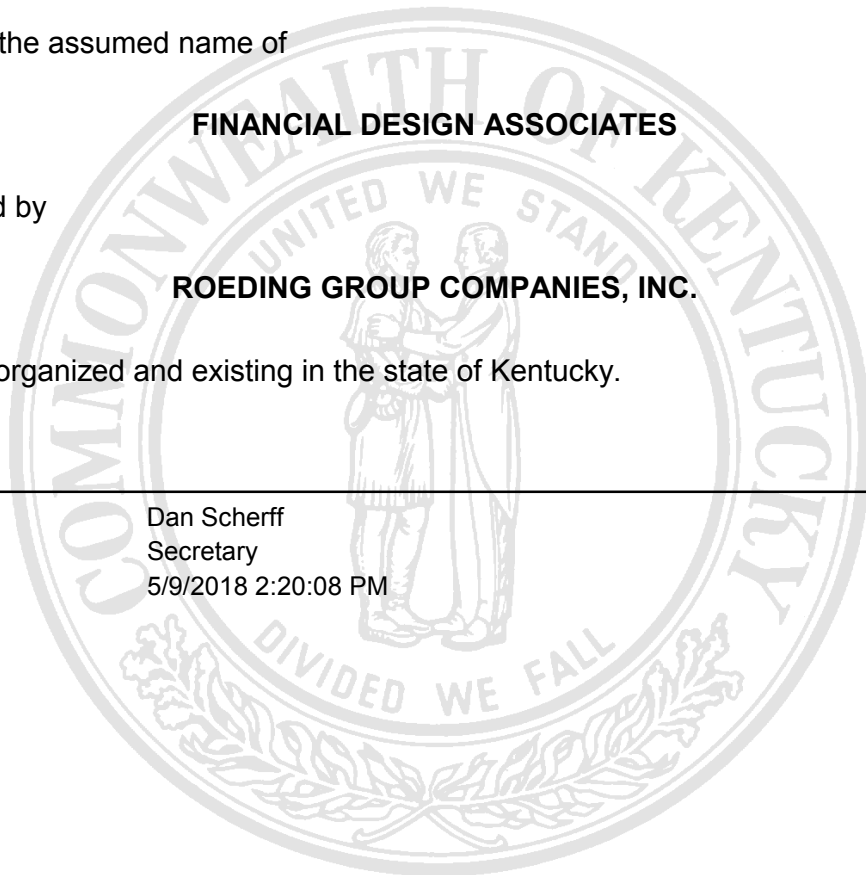 the assumed name of
FINANCIAL DESIGN ASSOCIATES
d by
ROEDING GROUP COMPANIES, INC.
organized and existing in the state of Kentucky.
Dan Scherff
Secretary
5/9/2018 2:20:08 PM
COMMONWEALTH OF KENTUCKY
UNITED WE STAND
DIVIDED WE FALL